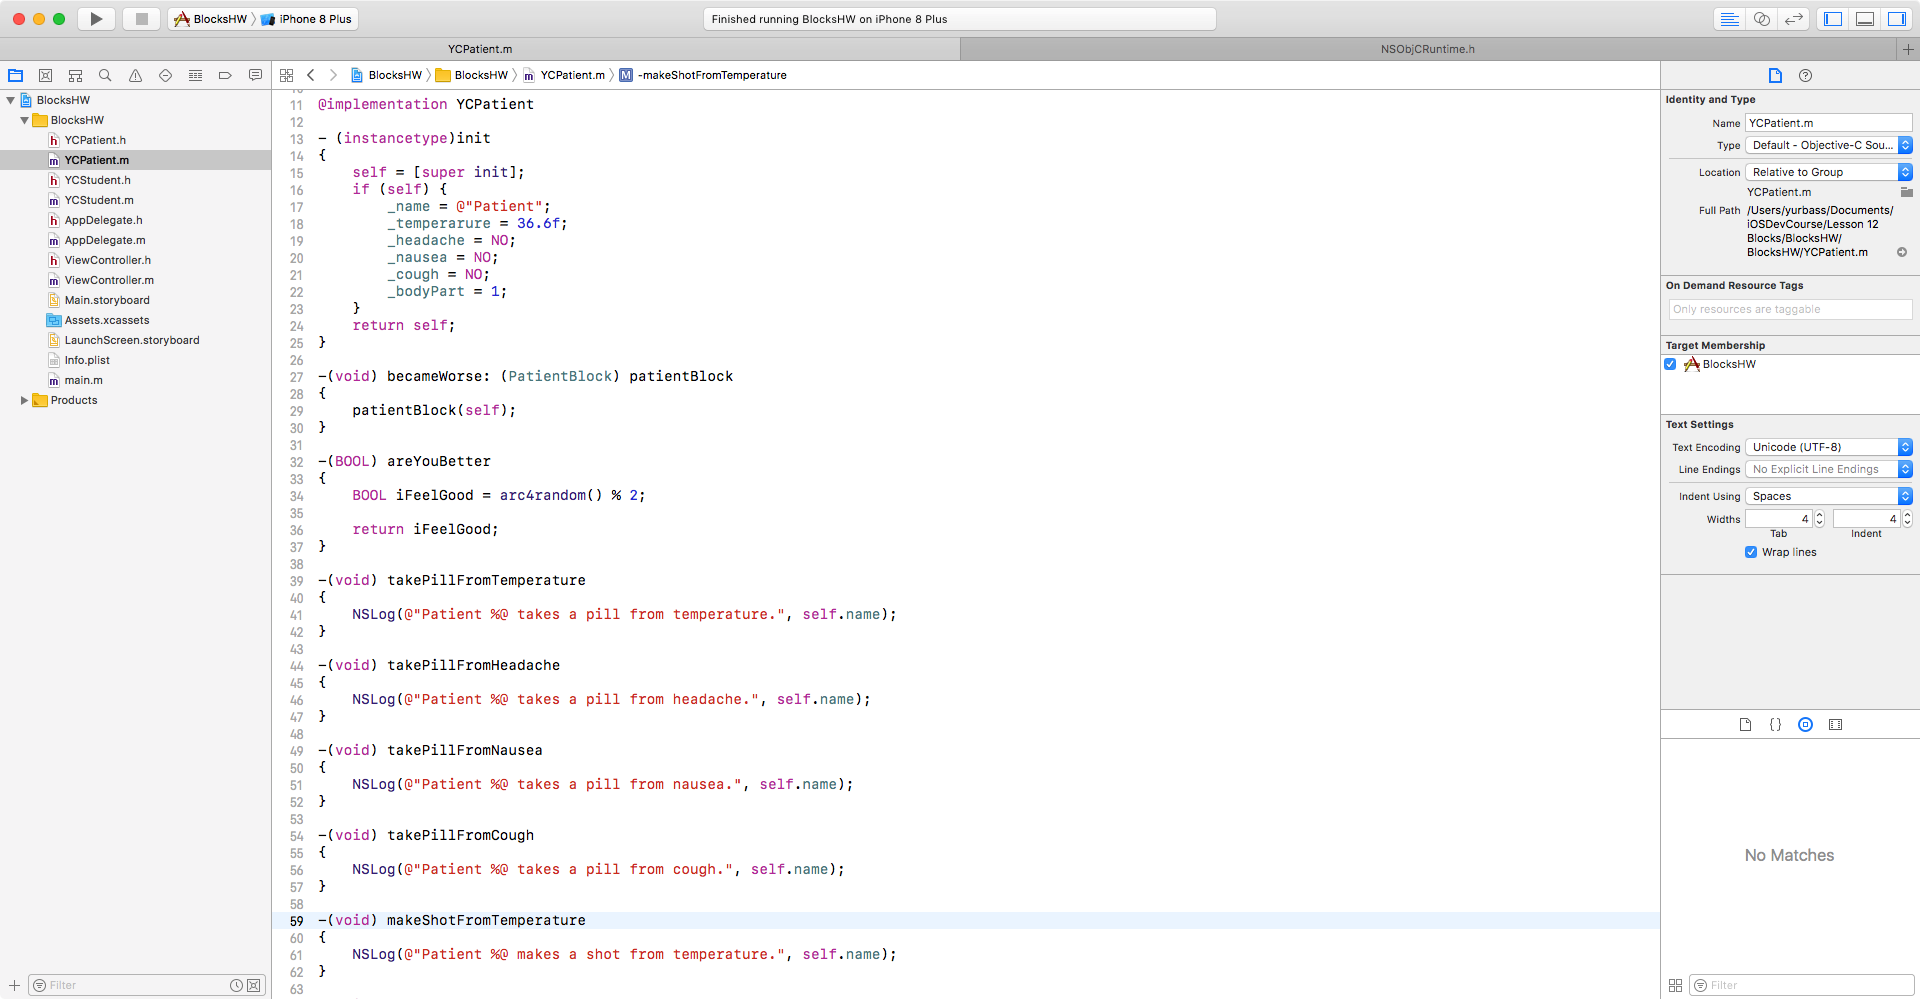 BlocksHW iPhone 8 Plus
Finished running BlocksHW on iPhone 8 Plus
YCPatient.m
NSObjCRuntime.h
BlocksHW BlocksHW YCPatient.m M -makeShotFromTemperature
BlocksHW
BlocksHW
YCPatient.h
YCPatient.m
YCStudent.h
YCStudent.m
AppDelegate.h
AppDelegate.m
ViewController.h
ViewController.m
Main.storyboard
Assets.xcassets
LaunchScreen.storyboard
Info.plist
main.m
Products
Filter
11 @implementation YCPatient
12
13 - (instancetype)init
14 {
15 self = [super init];
16 if (self) {
17 _name = @"Patient";
18 _temperarure = 36.6f;
19 _headache = NO;
20 _nausea = NO;
21 _cough = NO;
22 _bodyPart = 1;
23 }
24 return self;
25 }
26
27 -(void) becameWorse: (PatientBlock) patientBlock
28 {
29 patientBlock(self);
30 }
31
32 -(BOOL) areYouBetter
33 {
34 BOOL iFeelGood = arc4random() % 2;
35
36 return iFeelGood;
37 }
38
39 -(void) takePillFromTemperature
40 {
41 NSLog(@"Patient %@ takes a pill from temperature.", self.name);
42 }
43
44 -(void) takePillFromHeadache
45 {
46 NSLog(@"Patient %@ takes a pill from headache.", self.name);
47 }
48
49 -(void) takePillFromNausea
50 {
51 NSLog(@"Patient %@ takes a pill from nausea.", self.name);
52 }
53
54 -(void) takePillFromCough
55 {
56 NSLog(@"Patient %@ takes a pill from cough.", self.name);
57 }
58
59 -(void) makeShotFromTemperature
60 {
61 NSLog(@"Patient %@ makes a shot from temperature.", self.name);
62 }
63
Identity and Type
Name YCPatient.m
Type Default - Objective-C Sou...
Location Relative to Group
YCPatient.m
Full Path /Users/yurbass/Documents/
iOSDevCourse/Lesson 12
Blocks/BlocksHW/
BlocksHW/YCPatient.m
On Demand Resource Tags
Only resources are taggable
Target Membership
BlocksHW
Text Settings
Text Encoding Unicode (UTF-8)
Line Endings No Explicit Line Endings
Indent Using Spaces
Widths 4 4
Tab Indent
Wrap lines
No Matches
Filter